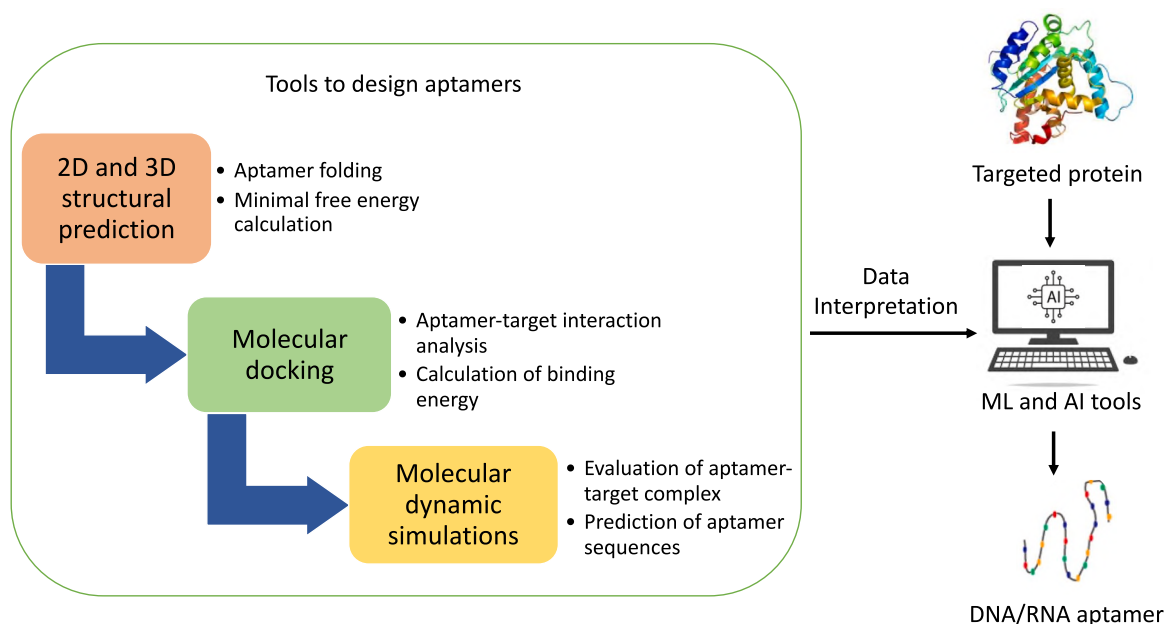 Tools to design aptamers
2D and 3D
structural
prediction
• Aptamer folding
• Minimal free energy
calculation
Molecular
docking
• Aptamer-target interaction
analysis
• Calculation of binding
energy
Molecular
dynamic
simulations
• Evaluation of aptamer-
target complex
• Prediction of aptamer
sequences
Data
Interpretation
Targeted protein
AI
ML and AI tools
DNA/RNA aptamer